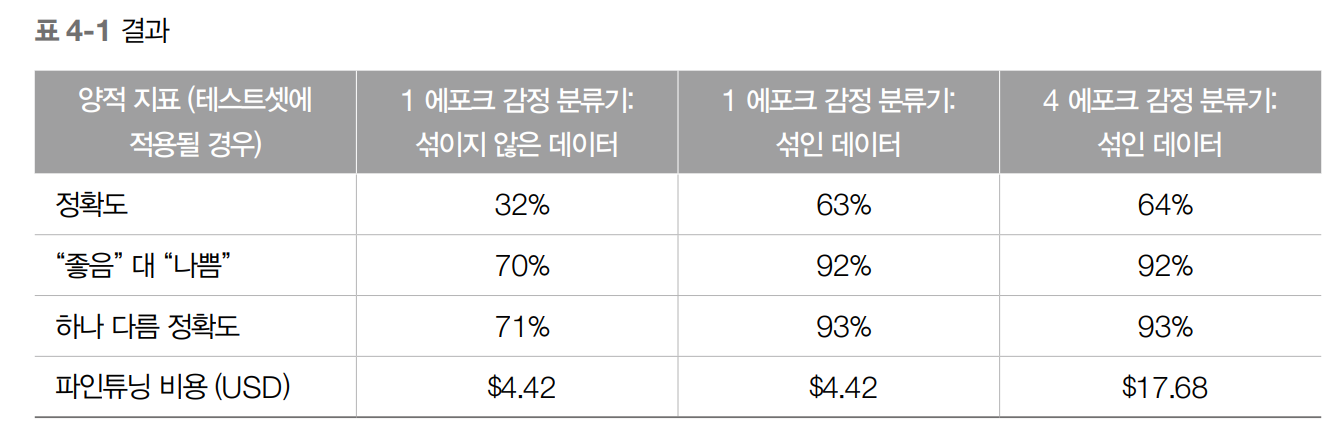 표 4-1 결과
양적 지표 (테스트셋에 적용될 경우) 1 에포크 감정 분류기: 섞이지 않은 데이터 1 에포크 감정 분류기: 섞인 데이터 4 에포크 감정 분류기: 섞인 데이터
정확도 32% 63% 64%
“좋음” 대 “나쁨” 70% 92% 92%
하나 다름 정확도 71% 93% 93%
파인튜닝 비용 (USD) $4.42 $4.42 $17.68